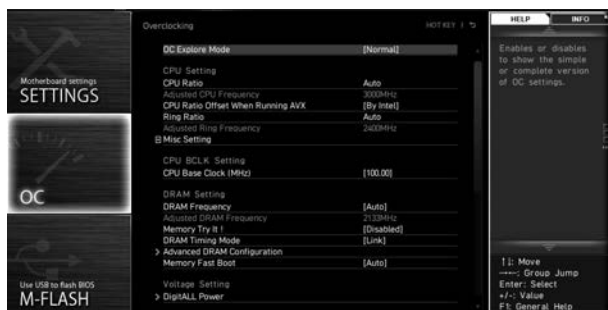 Overclocking
HOT KEY
HELP
INFO
Motherboard settings
SETTINGS
OC
Use USB to flash BIOS
M-FLASH
OC Explore Mode [Normal]
CPU Setting
CPU Ratio Auto
Adjusted CPU Frequency 3000MHz
CPU Ratio Offset When Running AVX [By Intel]
Ring Ratio Auto
Adjusted Ring Frequency 2400MHz
Misc Setting
CPU BCLK Setting
CPU Base Clock (MHz) [100.00]
DRAM Setting
DRAM Frequency [Auto]
Adjusted DRAM Frequency 2133MHz
Memory Try It ! [Disabled]
DRAM Timing Mode [Link]
> Advanced DRAM Configuration
Memory Fast Boot [Auto]
Voltage Setting
> DigitALL Power
Enables or disables
to show the simple
or complete version
of OC settings.
↑↓: Move
→←: Group Jump
Enter: Select
+/-: Value
F1: General Help